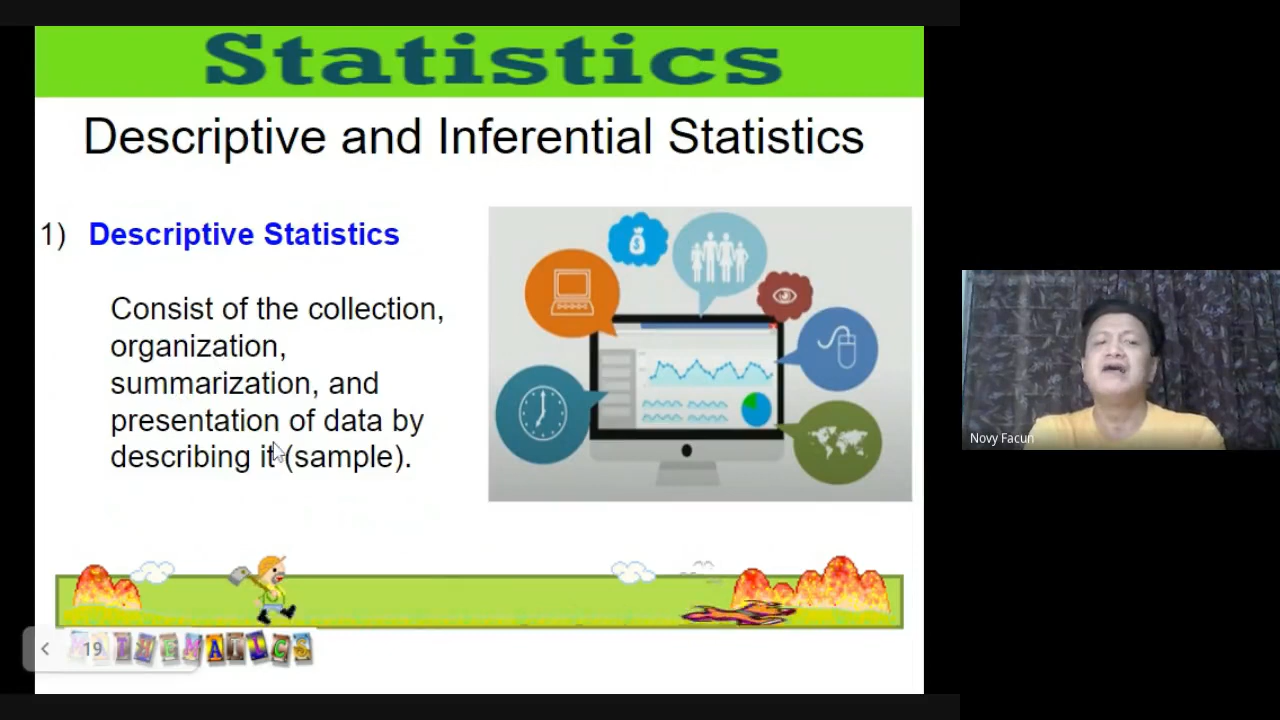 Statistics
Descriptive and Inferential Statistics
1) Descriptive Statistics
Consist of the collection,
organization,
summarization, and
presentation of data by
describing it (sample).
Novy Facun
19
MATHEMATICS